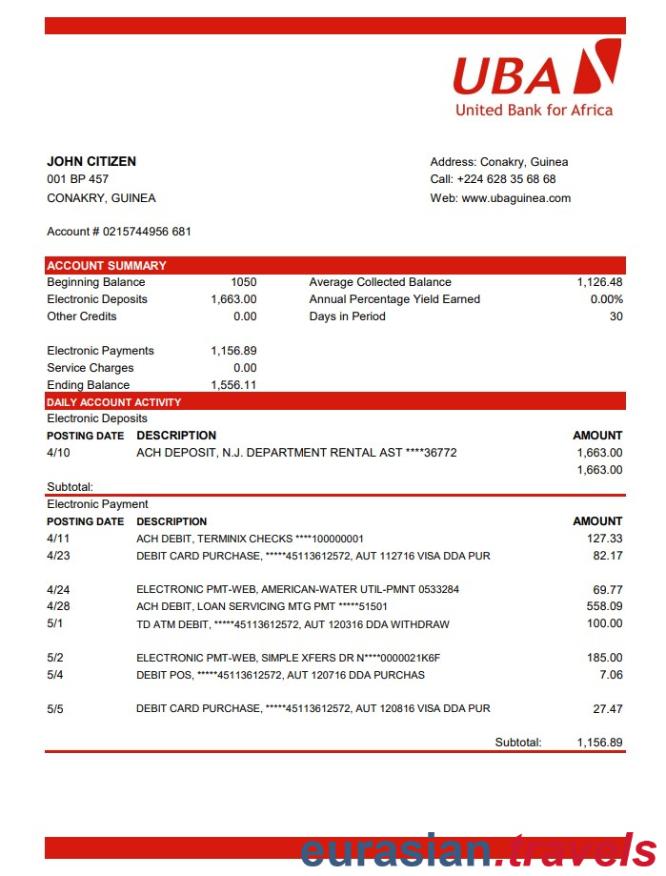 UBA
United Bank for Africa
JOHN CITIZEN
001 BP 457
CONAKRY, GUINEA
Address: Conakry, Guinea
Call: +224 628 35 68 68
Web: www.ubaguinea.com
Account # 0215744956 681
ACCOUNT SUMMARY
Beginning Balance 1050 Average Collected Balance 1,126.48
Electronic Deposits 1,663.00 Annual Percentage Yield Earned 0.00%
Other Credits 0.00 Days in Period 30
Electronic Payments 1,156.89
Service Charges 0.00
Ending Balance 1,556.11
DAILY ACCOUNT ACTIVITY
Electronic Deposits
POSTING DATE DESCRIPTION AMOUNT
4/10 ACH DEPOSIT, N.J. DEPARTMENT RENTAL AST ****36772 1,663.00
1,663.00
Subtotal:
Electronic Payment
POSTING DATE DESCRIPTION AMOUNT
4/11 ACH DEBIT, TERMINIX CHECKS ****100000001 127.33
4/23 DEBIT CARD PURCHASE, *****45113612572, AUT 112716 VISA DDA PUR 82.17
4/24 ELECTRONIC PMT-WEB, AMERICAN-WATER UTIL-PMNT 0533284 69.77
4/28 ACH DEBIT, LOAN SERVICING MTG PMT *****51501 558.09
5/1 TD ATM DEBIT, *****45113612572, AUT 120316 DDA WITHDRAW 100.00
5/2 ELECTRONIC PMT-WEB, SIMPLE XFERS DR N****0000021K6F 185.00
5/4 DEBIT POS, *****45113612572, AUT 120716 DDA PURCHAS 7.06
5/5 DEBIT CARD PURCHASE, *****45113612572, AUT 120816 VISA DDA PUR 27.47
Subtotal: 1,156.89
eurasian.travels